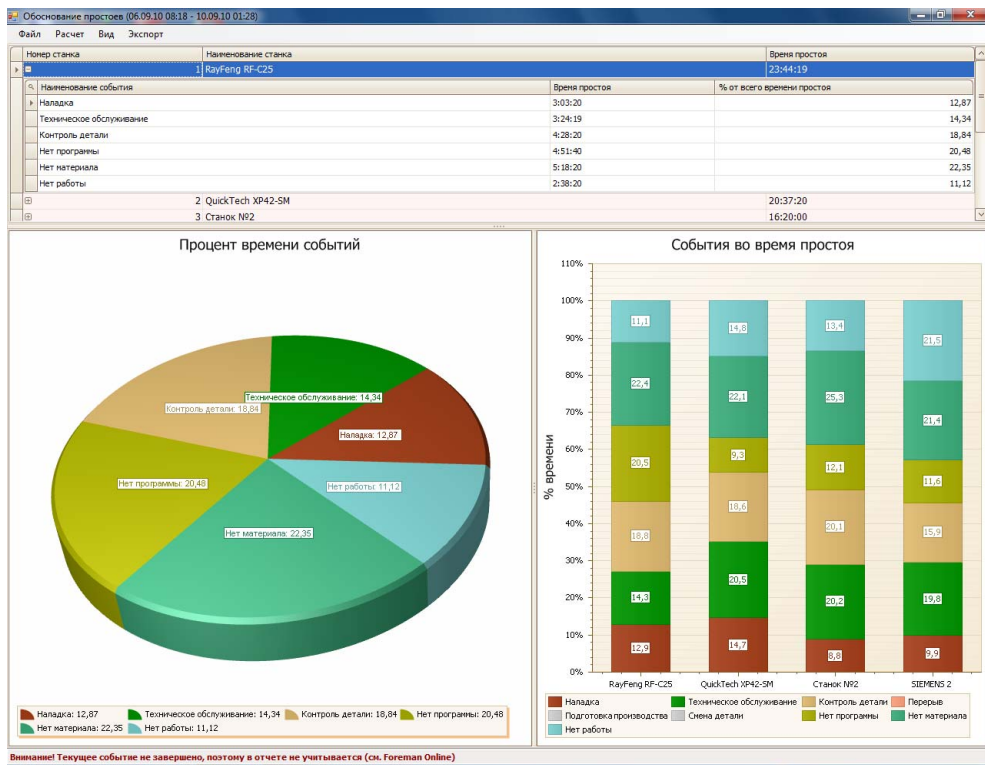 Обоснование простоев (06.09.10 08:18 - 10.09.10 01:28)
Файл Расчет Вид Экспорт
Номер станка Наименование станка Время простоя
1 RayFeng RF-C25 23:44:19
Наименование события Время простоя % от всего времени простоя
Наладка 3:03:20 12,87
Техническое обслуживание 3:24:19 14,34
Контроль детали 4:28:20 18,84
Нет программы 4:51:40 20,48
Нет материала 5:18:20 22,35
Нет работы 2:38:20 11,12
2 QuickTech XP42-SM 20:37:20
3 Станок №2 16:20:00
Процент времени событий
Техническое обслуживание: 14,34
Контроль детали: 18,84
Наладка: 12,87
Нет программы: 20,48
Нет работы: 11,12
Нет материала: 22,35
Наладка: 12,87 Техническое обслуживание: 14,34 Контроль детали: 18,84 Нет программы: 20,48
Нет материала: 22,35 Нет работы: 11,12
События во время простоя
% времени
110%
100%
90%
80%
70%
60%
50%
40%
30%
20%
10%
0%
11,1 14,8 13,4 21,5
22,4 22,1 25,3 21,4
20,5 9,3 12,1 11,6
18,8 18,6 20,1 15,9
14,3 20,5 20,2 19,8
12,9 14,7 8,8 9,9
RayFeng RF-C25 QuickTech XP42-SM Станок №2 SIEMENS 2
Наладка Техническое обслуживание Контроль детали Перерыв
Подготовка производства Смена детали Нет программы Нет материала
Нет работы
Внимание! Текущее событие не завершено, поэтому в отчете не учитывается (см. Foreman Online)